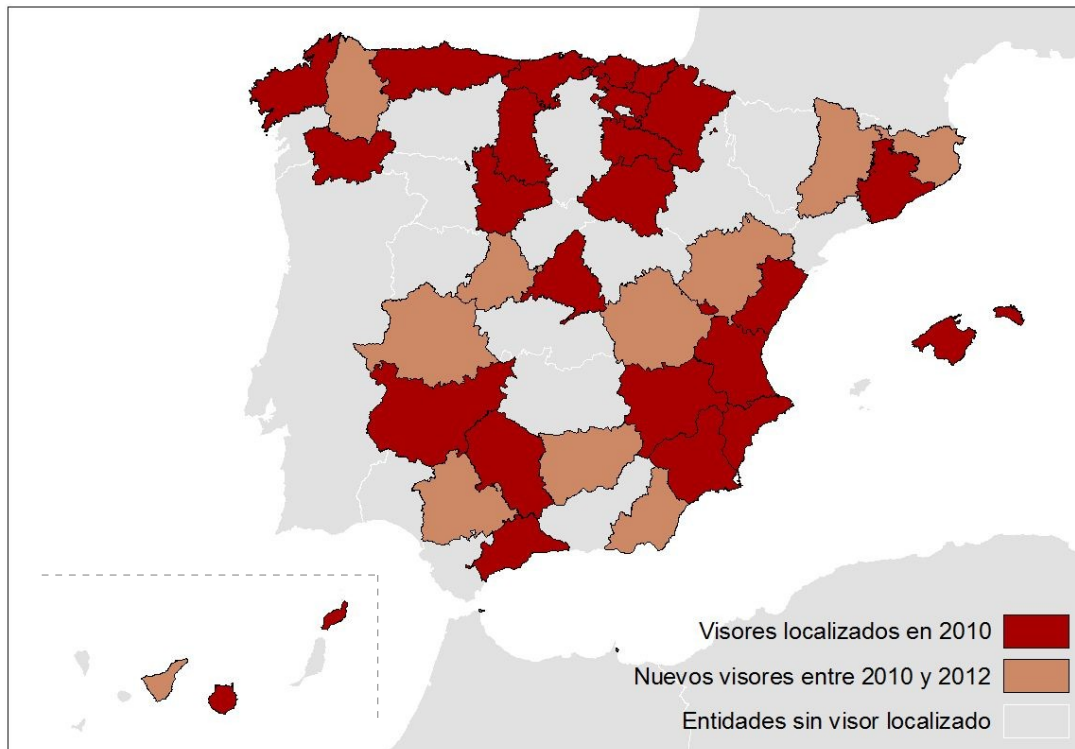 Visores localizados en 2010
Nuevos visores entre 2010 y 2012
Entidades sin visor localizado